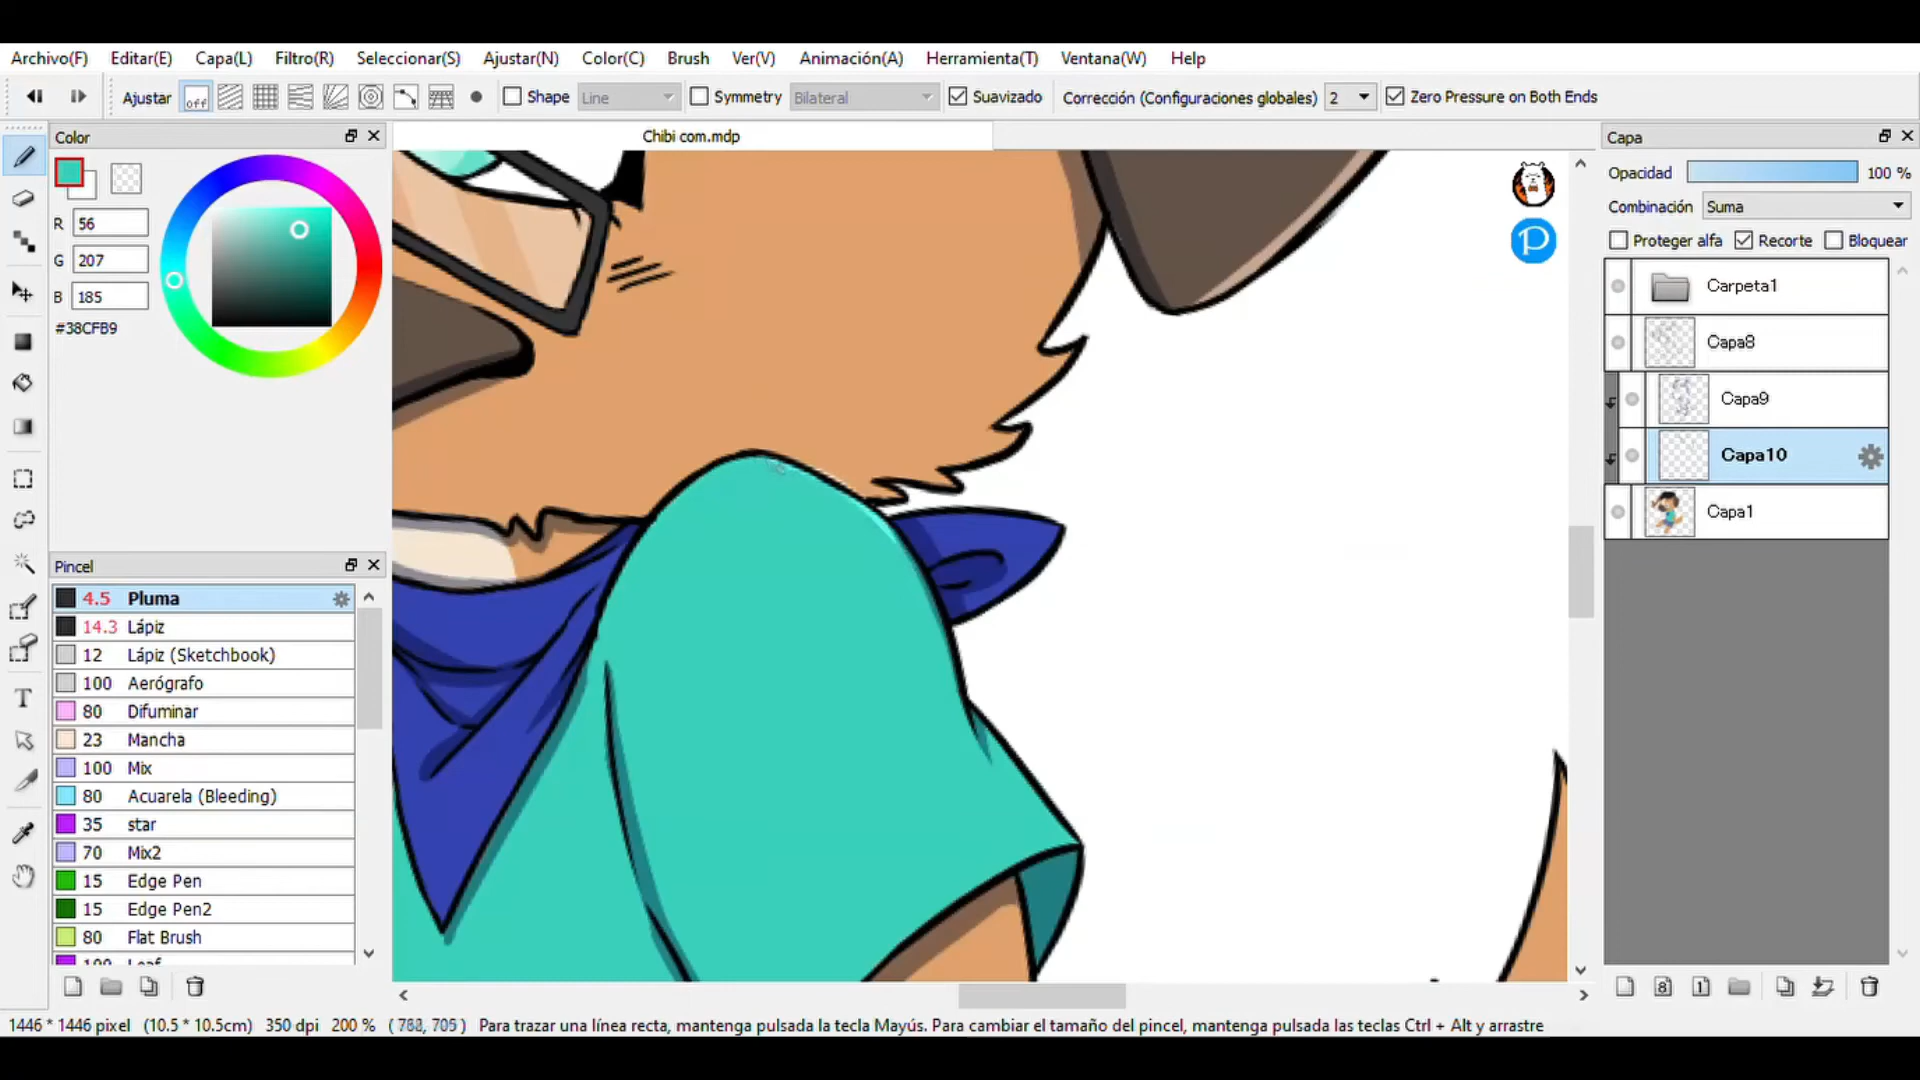 Archivo(F) Editar(E) Capa(L) Filtro(R) Seleccionar(S) Ajustar(N) Color(C) Brush Ver(V) Animación(A) Herramienta(T) Ventana(W) Help
Ajustar off Shape Line Symmetry Bilateral Suavizado Corrección (Configuraciones globales) 2 Zero Pressure on Both Ends
Color
Chibi com.mdp
Capa
R 56
G 207
B 185
#38CFB9
Opacidad 100 %
Combinación Suma
Proteger alfa Recorte Bloquear
Carpeta1
Capa8
Capa9
Capa10
Capa1
P
Pincel
4.5 Pluma
14.3 Lápiz
12 Lápiz (Sketchbook)
100 Aerógrafo
80 Difuminar
23 Mancha
100 Mix
80 Acuarela (Bleeding)
35 star
70 Mix2
15 Edge Pen
15 Edge Pen2
80 Flat Brush
T
8 1
1446 * 1446 pixel (10.5 * 10.5cm) 350 dpi 200 % Para trazar una línea recta, mantenga pulsada la tecla Mayús. Para cambiar el tamaño del pincel, mantenga pulsada las teclas Ctrl + Alt y arrastre